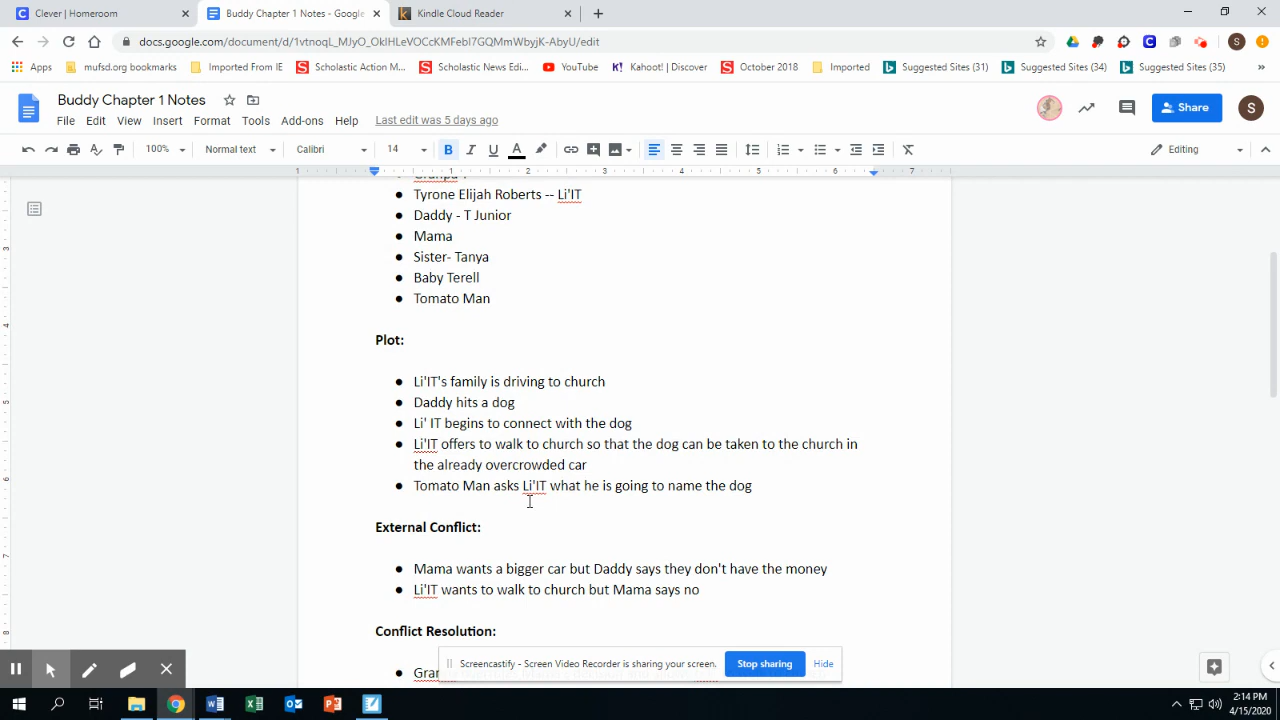 Clever | Homeroom
Buddy Chapter 1 Notes - Google
Kindle Cloud Reader
docs.google.com/document/d/1vtnoqL_MJyO_OklHLeVOCcKMFebI7GQMmWbyjK-AbyU/edit
Apps mufsd.org bookmarks Imported From IE Scholastic Action M... Scholastic News Edi... YouTube Kahoot! | Discover October 2018 Imported Suggested Sites (31) Suggested Sites (34) Suggested Sites (35) »
Buddy Chapter 1 Notes
Share
S
File Edit View Insert Format Tools Add-ons Help Last edit was 5 days ago
100% Normal text Calibri 14 B I U A Editing
1 1 2 3 4 5 6 7
Tyrone Elijah Roberts -- Li'IT
Daddy - T Junior
Mama
Sister- Tanya
Baby Terell
Tomato Man
Plot:
Li'IT's family is driving to church
Daddy hits a dog
Li' IT begins to connect with the dog
Li'IT offers to walk to church so that the dog can be taken to the church in
the already overcrowded car
Tomato Man asks Li'IT what he is going to name the dog
External Conflict:
Mama wants a bigger car but Daddy says they don't have the money
Li'IT wants to walk to church but Mama says no
Conflict Resolution:
Screencastify - Screen Video Recorder is sharing your screen. Stop sharing Hide
2:14 PM
4/15/2020